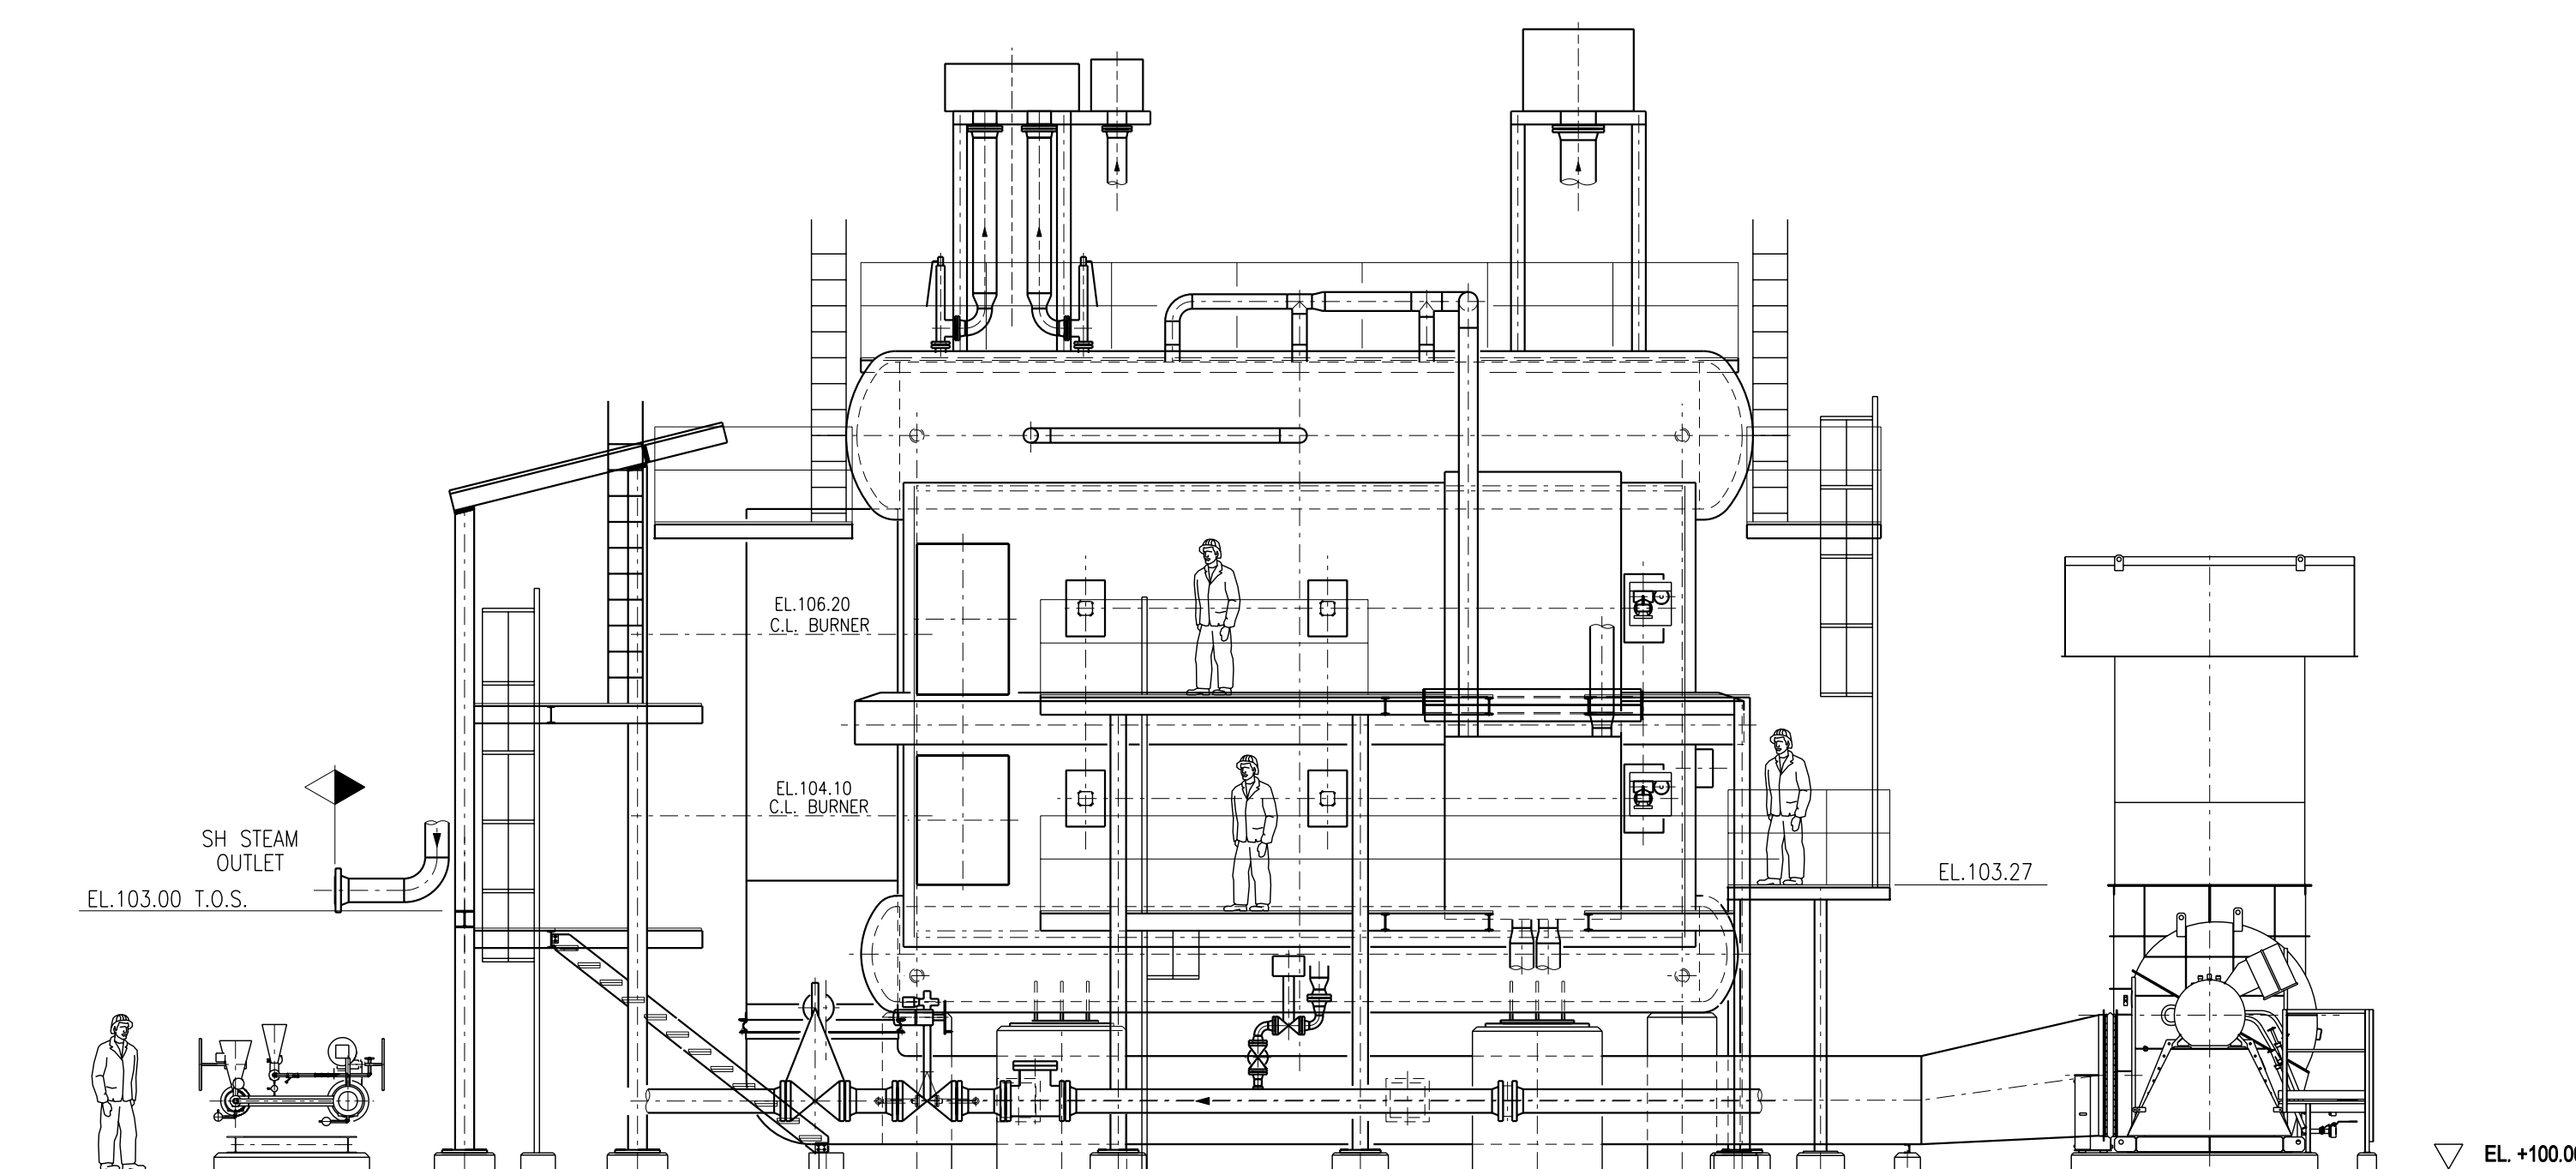 EL.106.20
C.L. BURNER
EL.104.10
C.L. BURNER
SH STEAM
OUTLET
EL.103.00 T.O.S.
EL.103.27
EL. +100.00